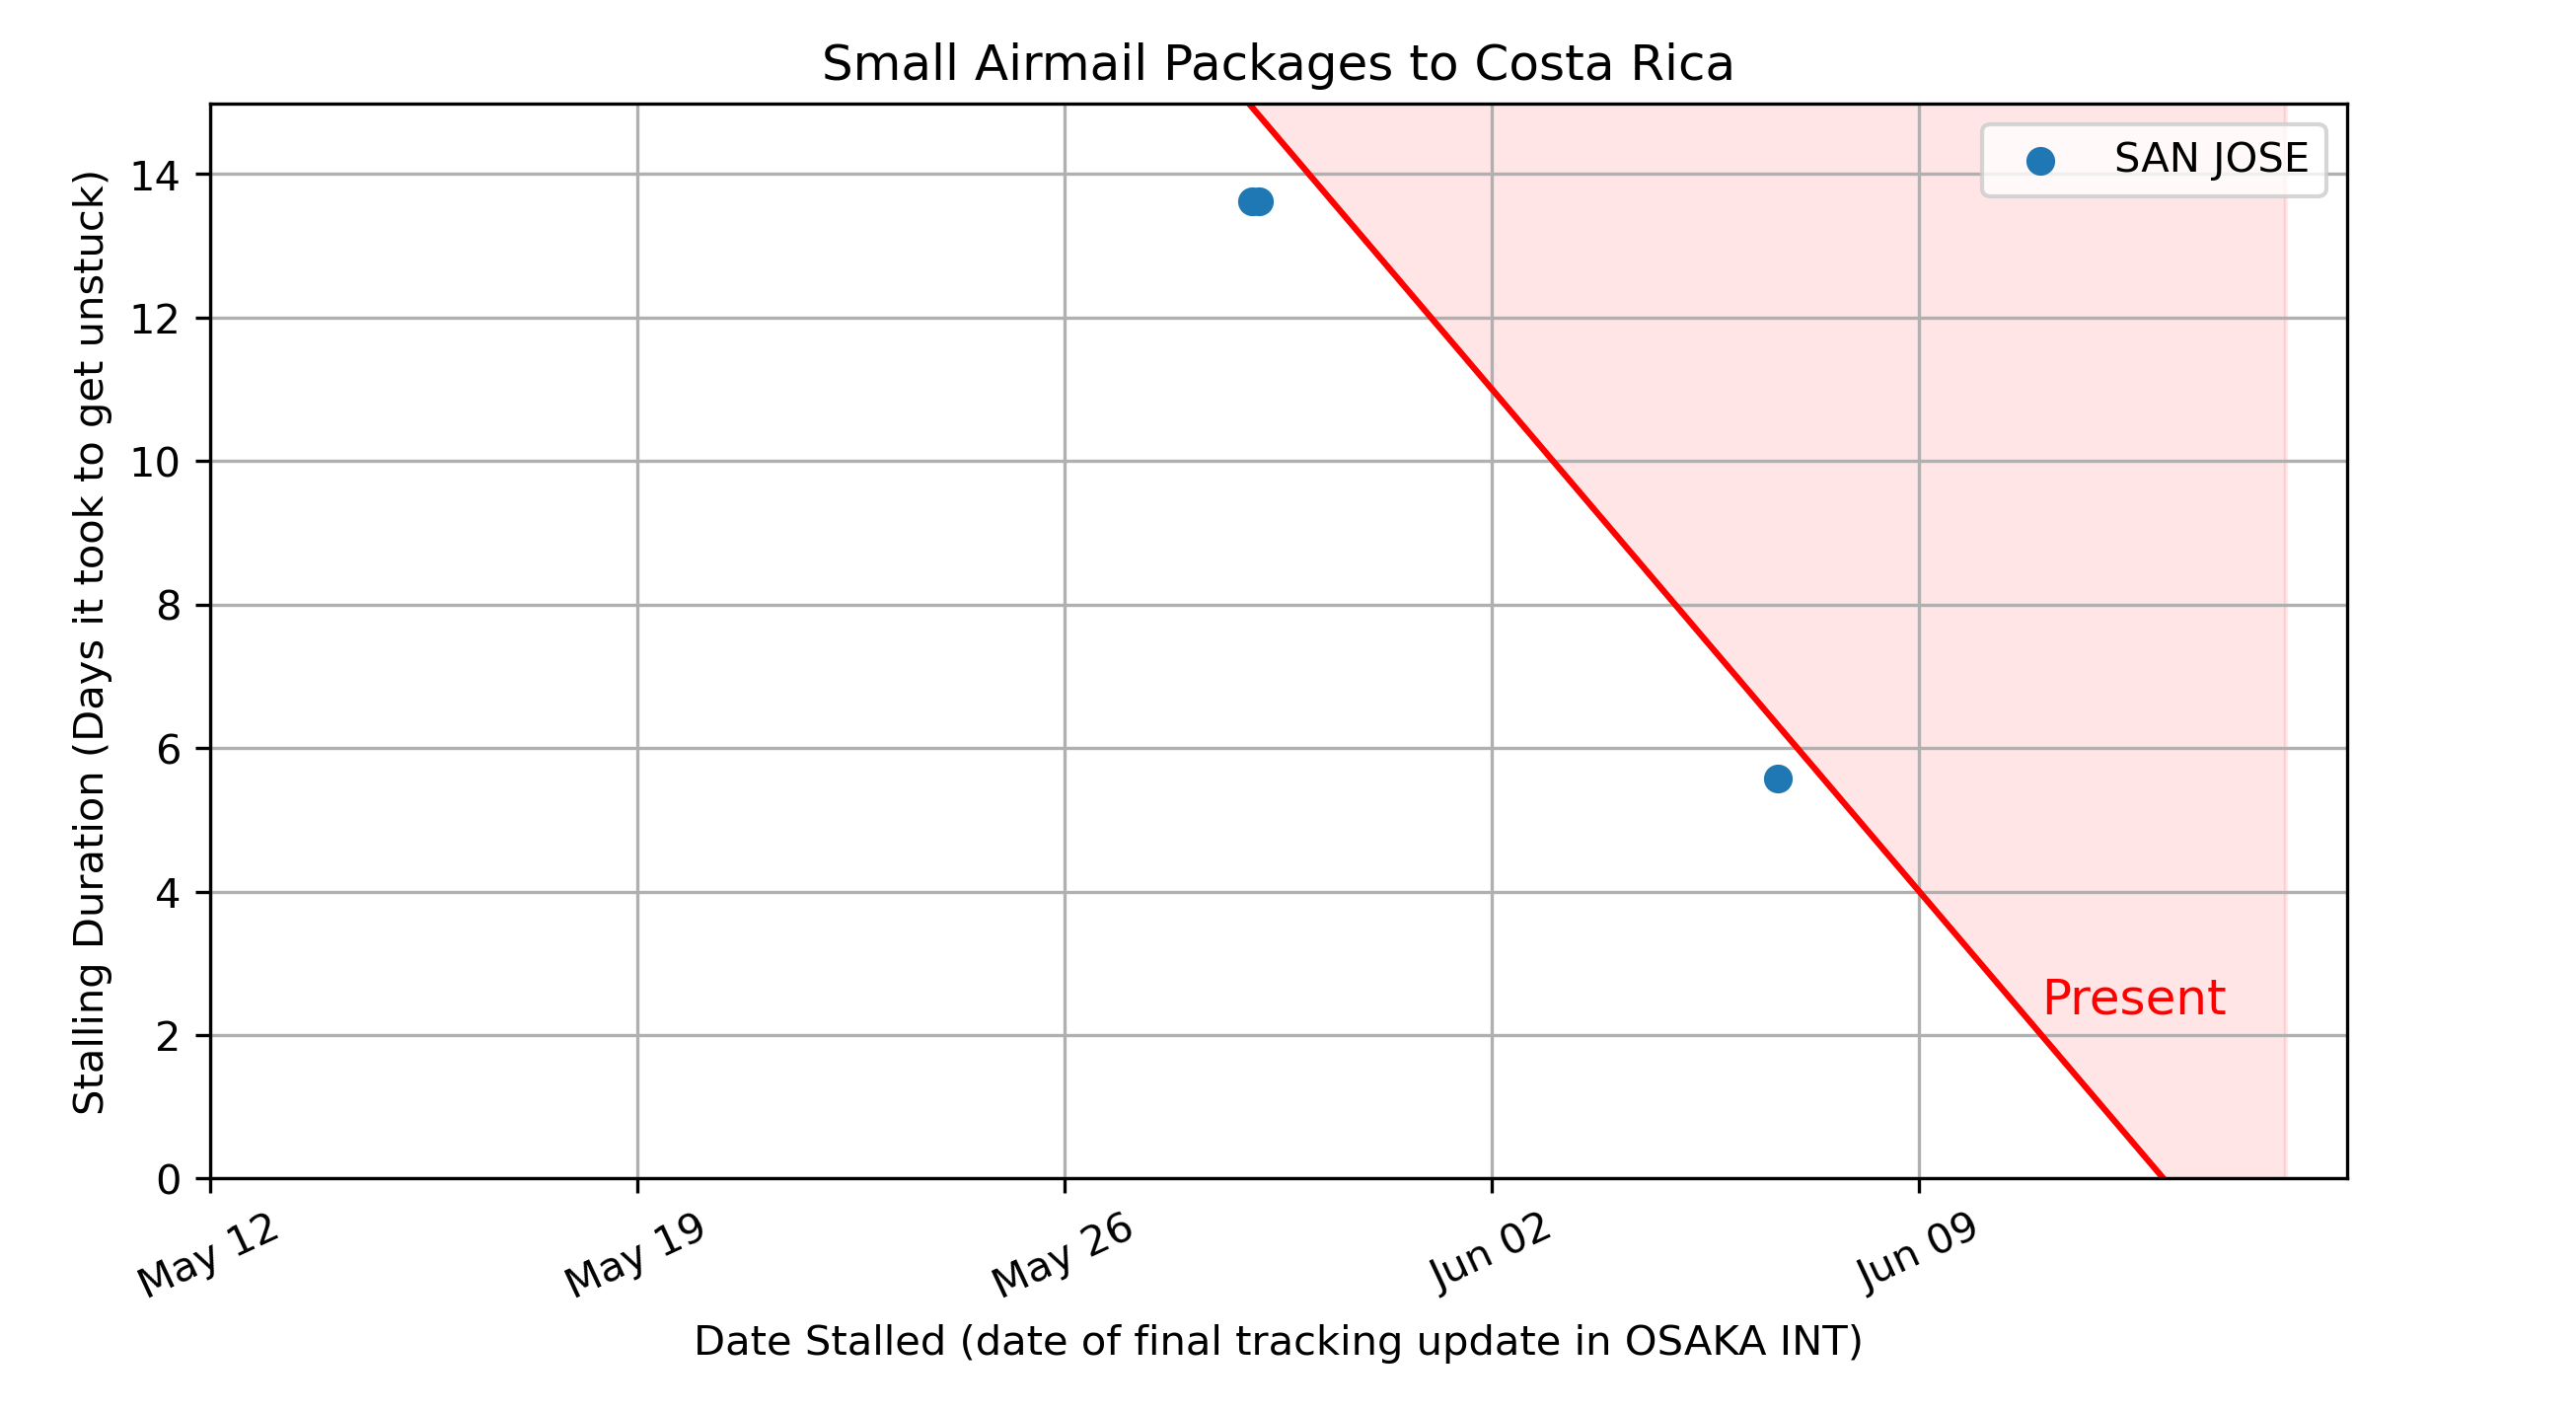 Small Airmail Packages to Costa Rica
SAN JOSE
Stalling Duration (Days it took to get unstuck)
14
12
10
8
6
4
2
0
Present
May 12
May 19
May 26
Jun 02
Jun 09
Date Stalled (date of final tracking update in OSAKA INT)